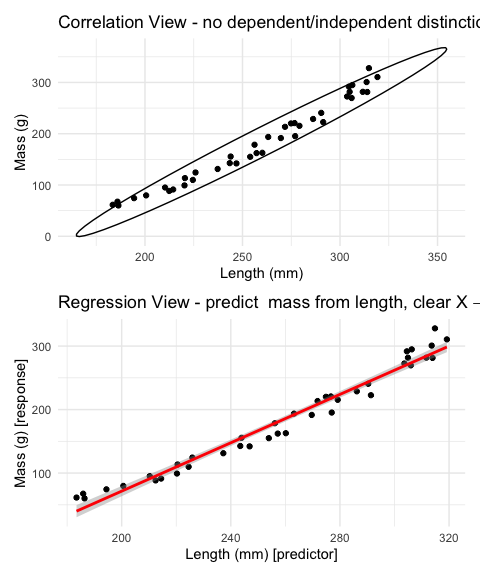 Correlation View - no dependent/independent distinctio
Mass (g)
300
200
100
0
200
250
300
350
Length (mm)
Regression View - predict  mass from length, clear X -
Mass (g) [response]
300
200
100
200
240
280
320
Length (mm) [predictor]